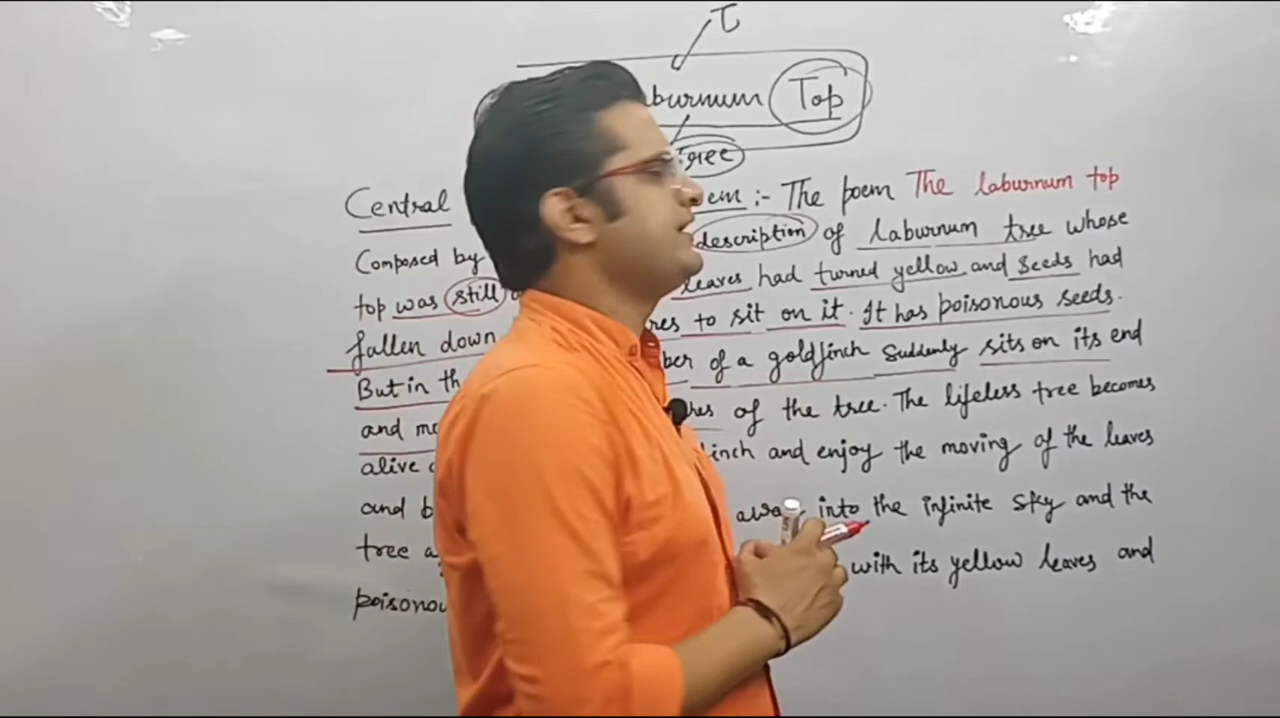 T
burnum Top
Tree
Central em :- The poem The laburnum top
Composed by description of laburnum tree whose
top was still leaves had turned yellow and seeds had
fallen down res to sit on it. It has poisonous seeds.
But in th ber of a goldfinch suddenly sits on its end
and mo res of the tree. The lifeless tree becomes
alive inch and enjoy the moving of the leaves
and b away into the infinite sky and the
tree a with its yellow leaves and
poisonou